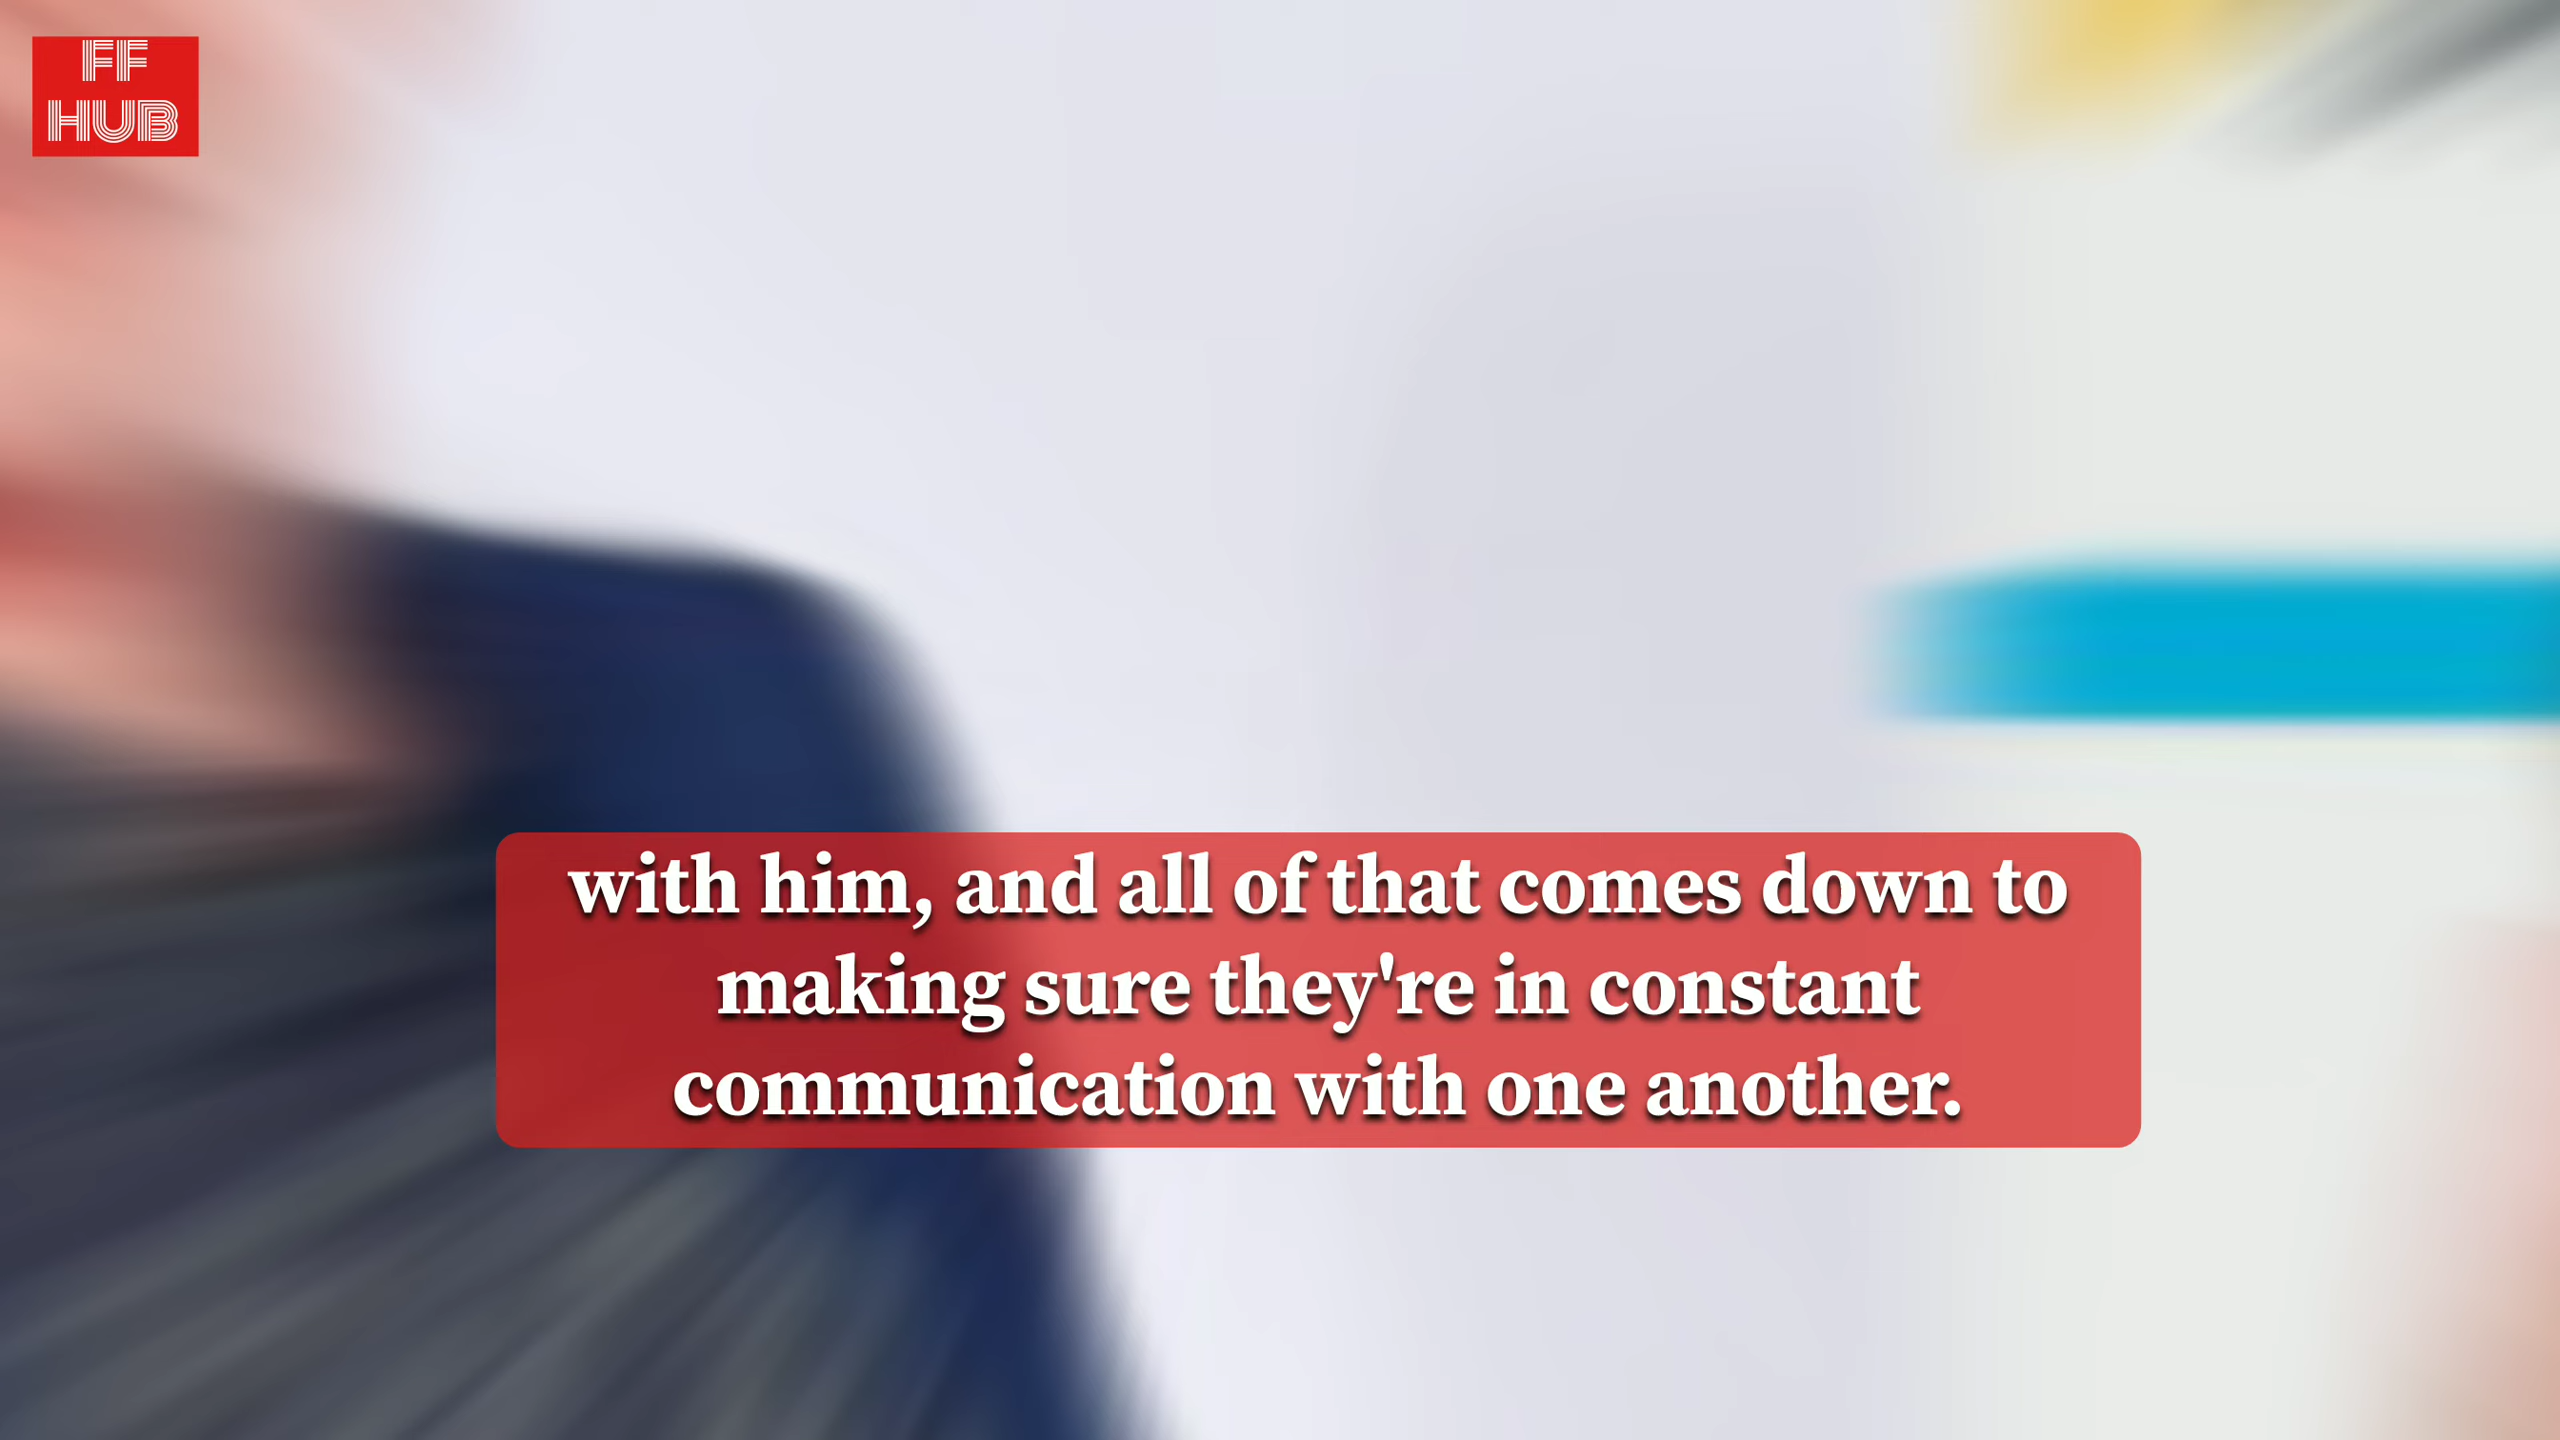 FF
HUB
with him, and all of that comes down to
making sure they're in constant
communication with one another.